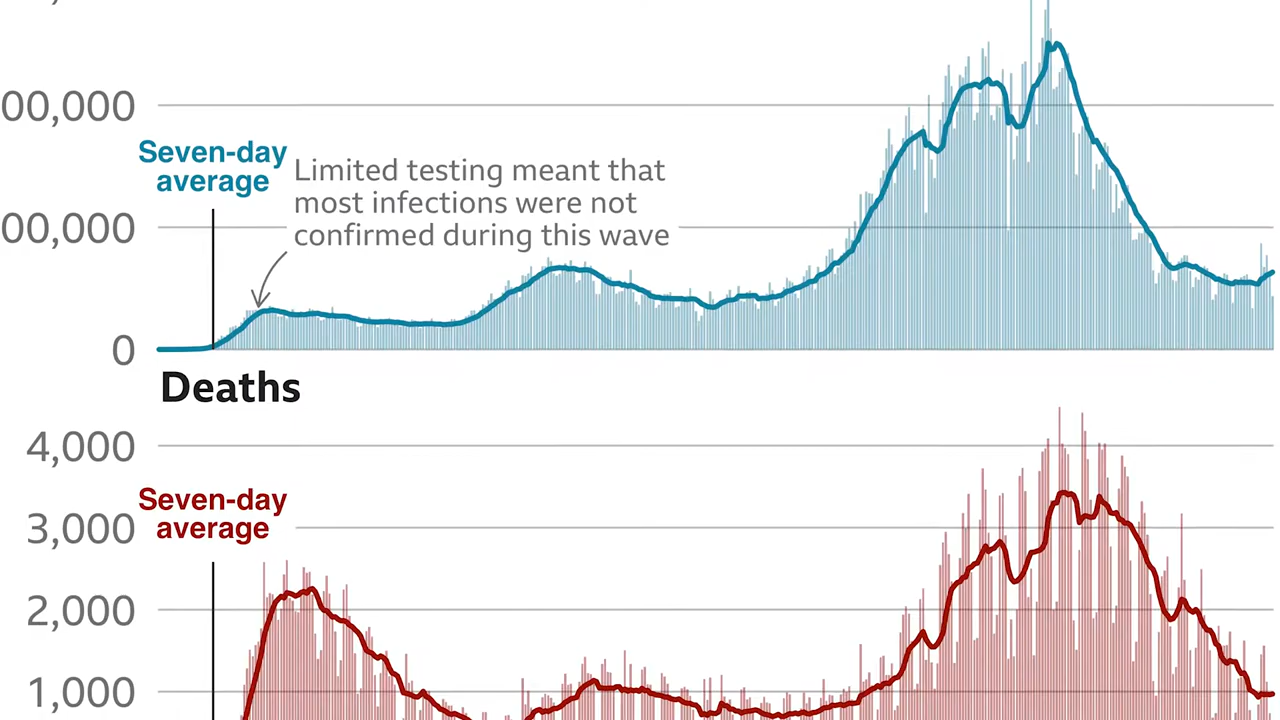 00,000
Seven-day
average
Limited testing meant that
most infections were not
confirmed during this wave
00,000
0
Deaths
4,000
Seven-day
average
3,000
2,000
1,000